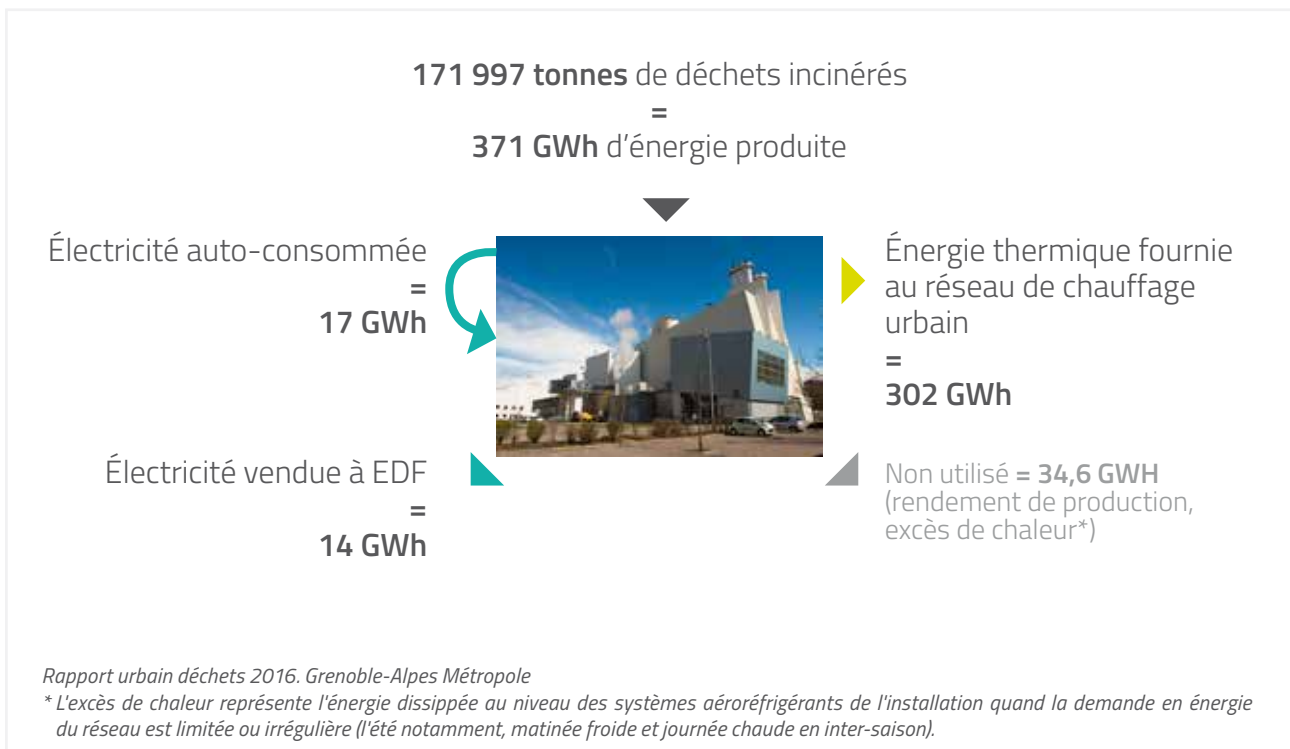 171 997 tonnes de déchets incinérés
=
371 GWh d'énergie produite
Électricité auto-consommée
=
17 GWh
Énergie thermique fournie
au réseau de chauffage
urbain
=
302 GWh
Électricité vendue à EDF
=
14 GWh
Non utilisé = 34,6 GWH
(rendement de production,
excès de chaleur*)
Rapport urbain déchets 2016. Grenoble-Alpes Métropole
* L'excès de chaleur représente l'énergie dissipée au niveau des systèmes aéroréfrigérants de l'installation quand la demande en énergie
du réseau est limitée ou irrégulière (l'été notamment, matinée froide et journée chaude en inter-saison).